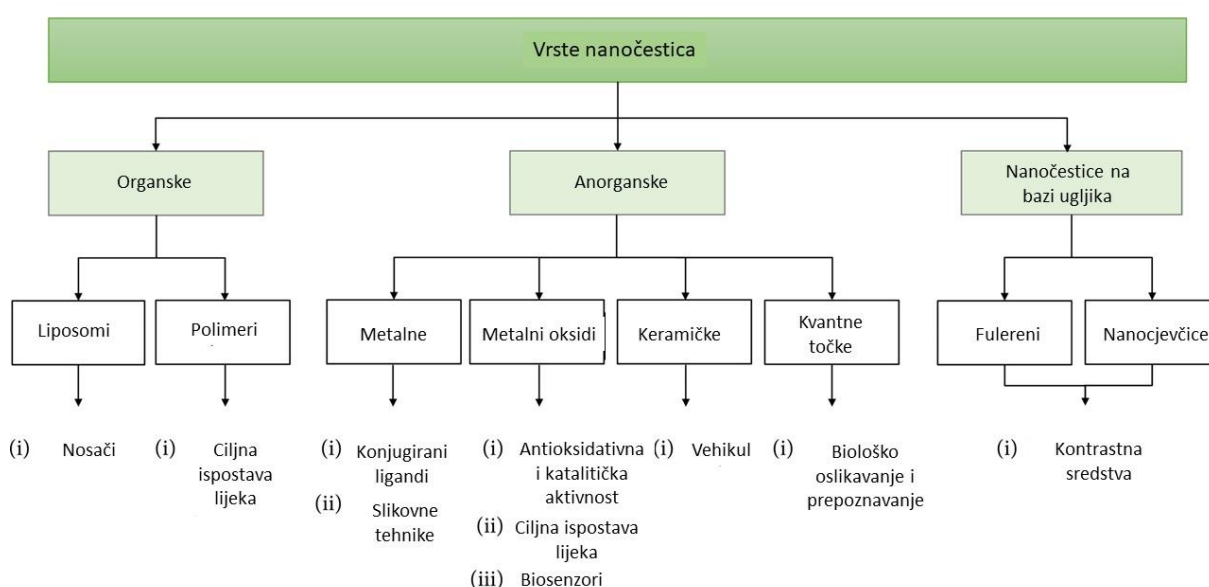 Vrste nanočestica
Organske
Anorganske
Nanočestice na
bazi ugljika
Liposomi
Polimeri
Metalne
Metalni oksidi
Keramičke
Kvantne
točke
Fulereni
Nanocjevčice
(i) Nosači
(i) Ciljna
ispostava
lijeka
(i) Konjugirani
ligandi
(ii) Slikovne
tehnike
(i) Antioksidativna
i katalitička
aktivnost
(ii) Ciljna ispostava
lijeka
(iii) Biosenzori
(i) Vehikul
(i) Biološko
oslikavanje i
prepoznavanje
(i) Kontrastna
sredstva